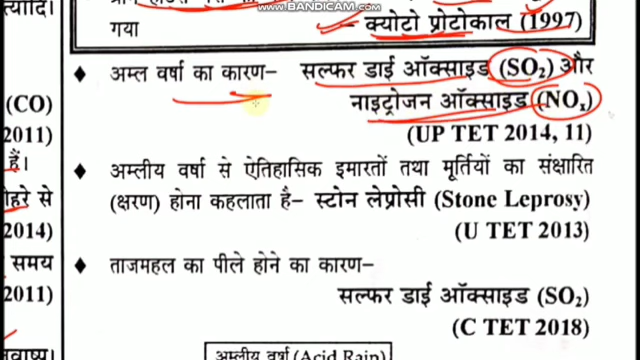 www.BANDICAM.COM
त्यादि।
गया – क्योटो प्रोटोकाल (1997)
(CO)
2011)
हैं।
होहरे से
2014)
समय
2011)
♦ अम्ल वर्षा का कारण– सल्फर डाई ऑक्साइड (SO₂) और
नाइट्रोजन ऑक्साइड (NOₓ)
(UP TET 2014, 11)
♦ अम्लीय वर्षा से ऐतिहासिक इमारतों तथा मूर्तियों का संक्षारित
(क्षरण) होना कहलाता है– स्टोन लेप्रोसी (Stone Leprosy)
(U TET 2013)
♦ ताजमहल का पीले होने का कारण–
सल्फर डाई ऑक्साइड (SO₂)
(C TET 2018)
अम्लीय वर्षा (Acid Rain)